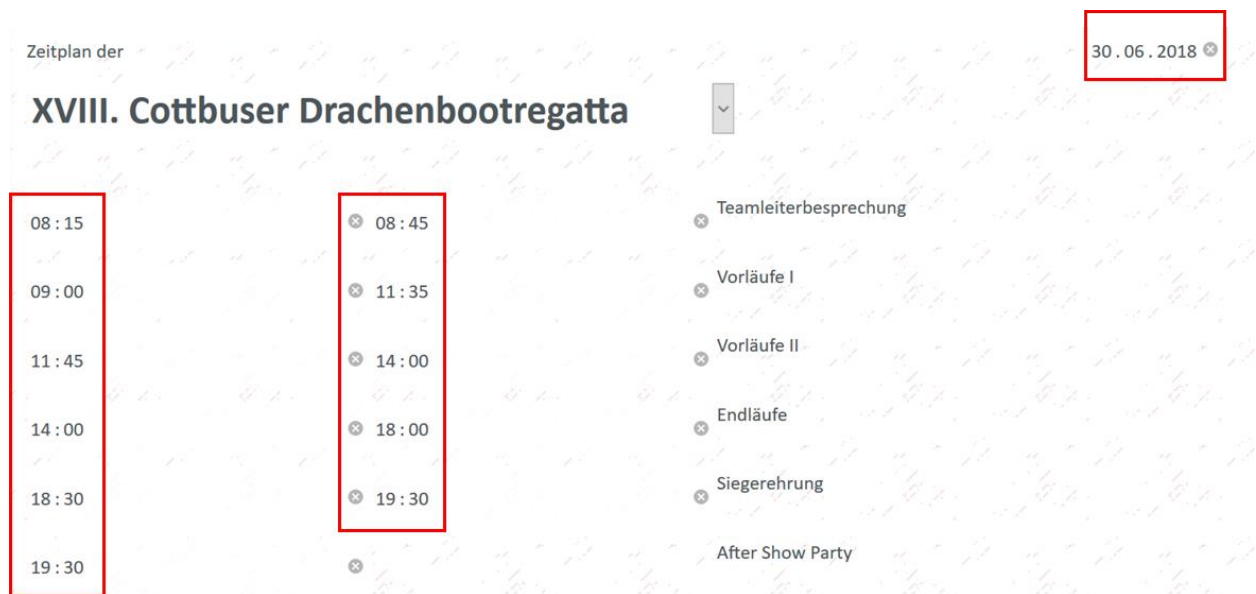 Zeitplan der
30.06.2018
XVIII. Cottbuser Drachenbootregatta
08:15 08:45 Teamleiterbesprechung
09:00 11:35 Vorläufe I
11:45 14:00 Vorläufe II
14:00 18:00 Endläufe
18:30 19:30 Siegerehrung
19:30 After Show Party